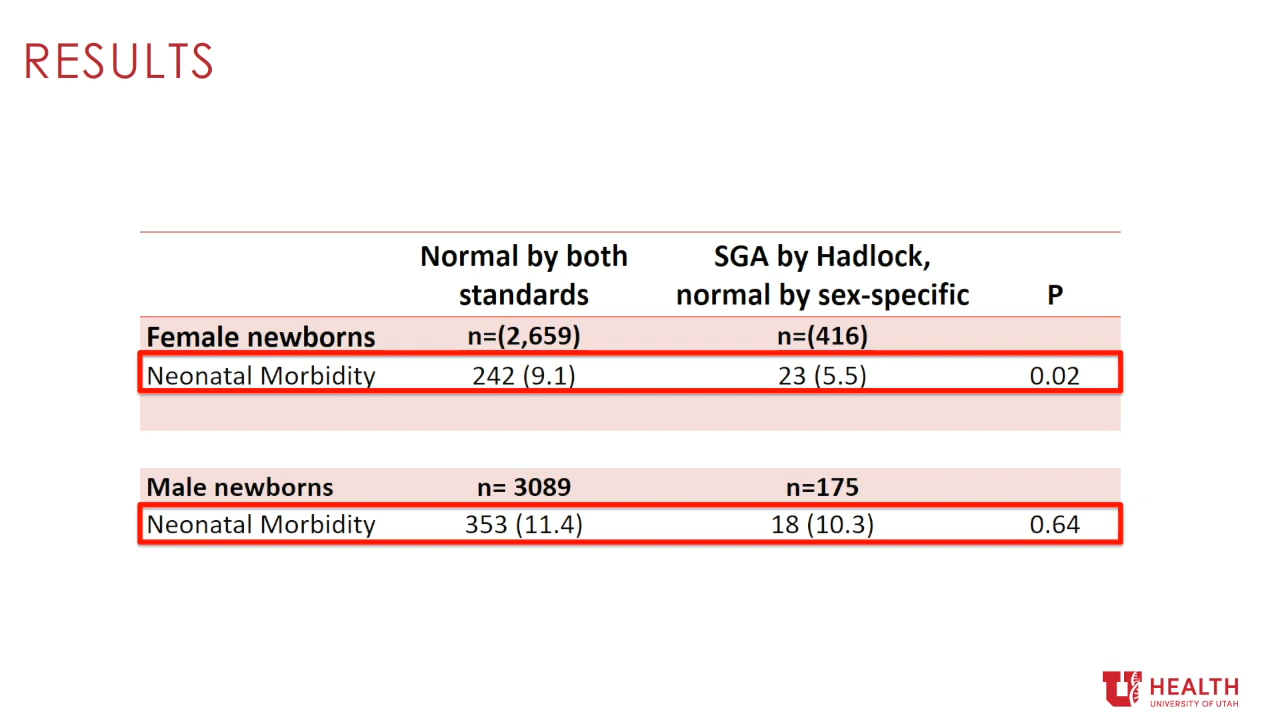 RESULTS
Normal by both SGA by Hadlock,
standards normal by sex-specific P
Female newborns n=(2,659) n=(416)
Neonatal Morbidity 242 (9.1) 23 (5.5) 0.02
Male newborns n= 3089 n=175
Neonatal Morbidity 353 (11.4) 18 (10.3) 0.64
U HEALTH
UNIVERSITY OF UTAH